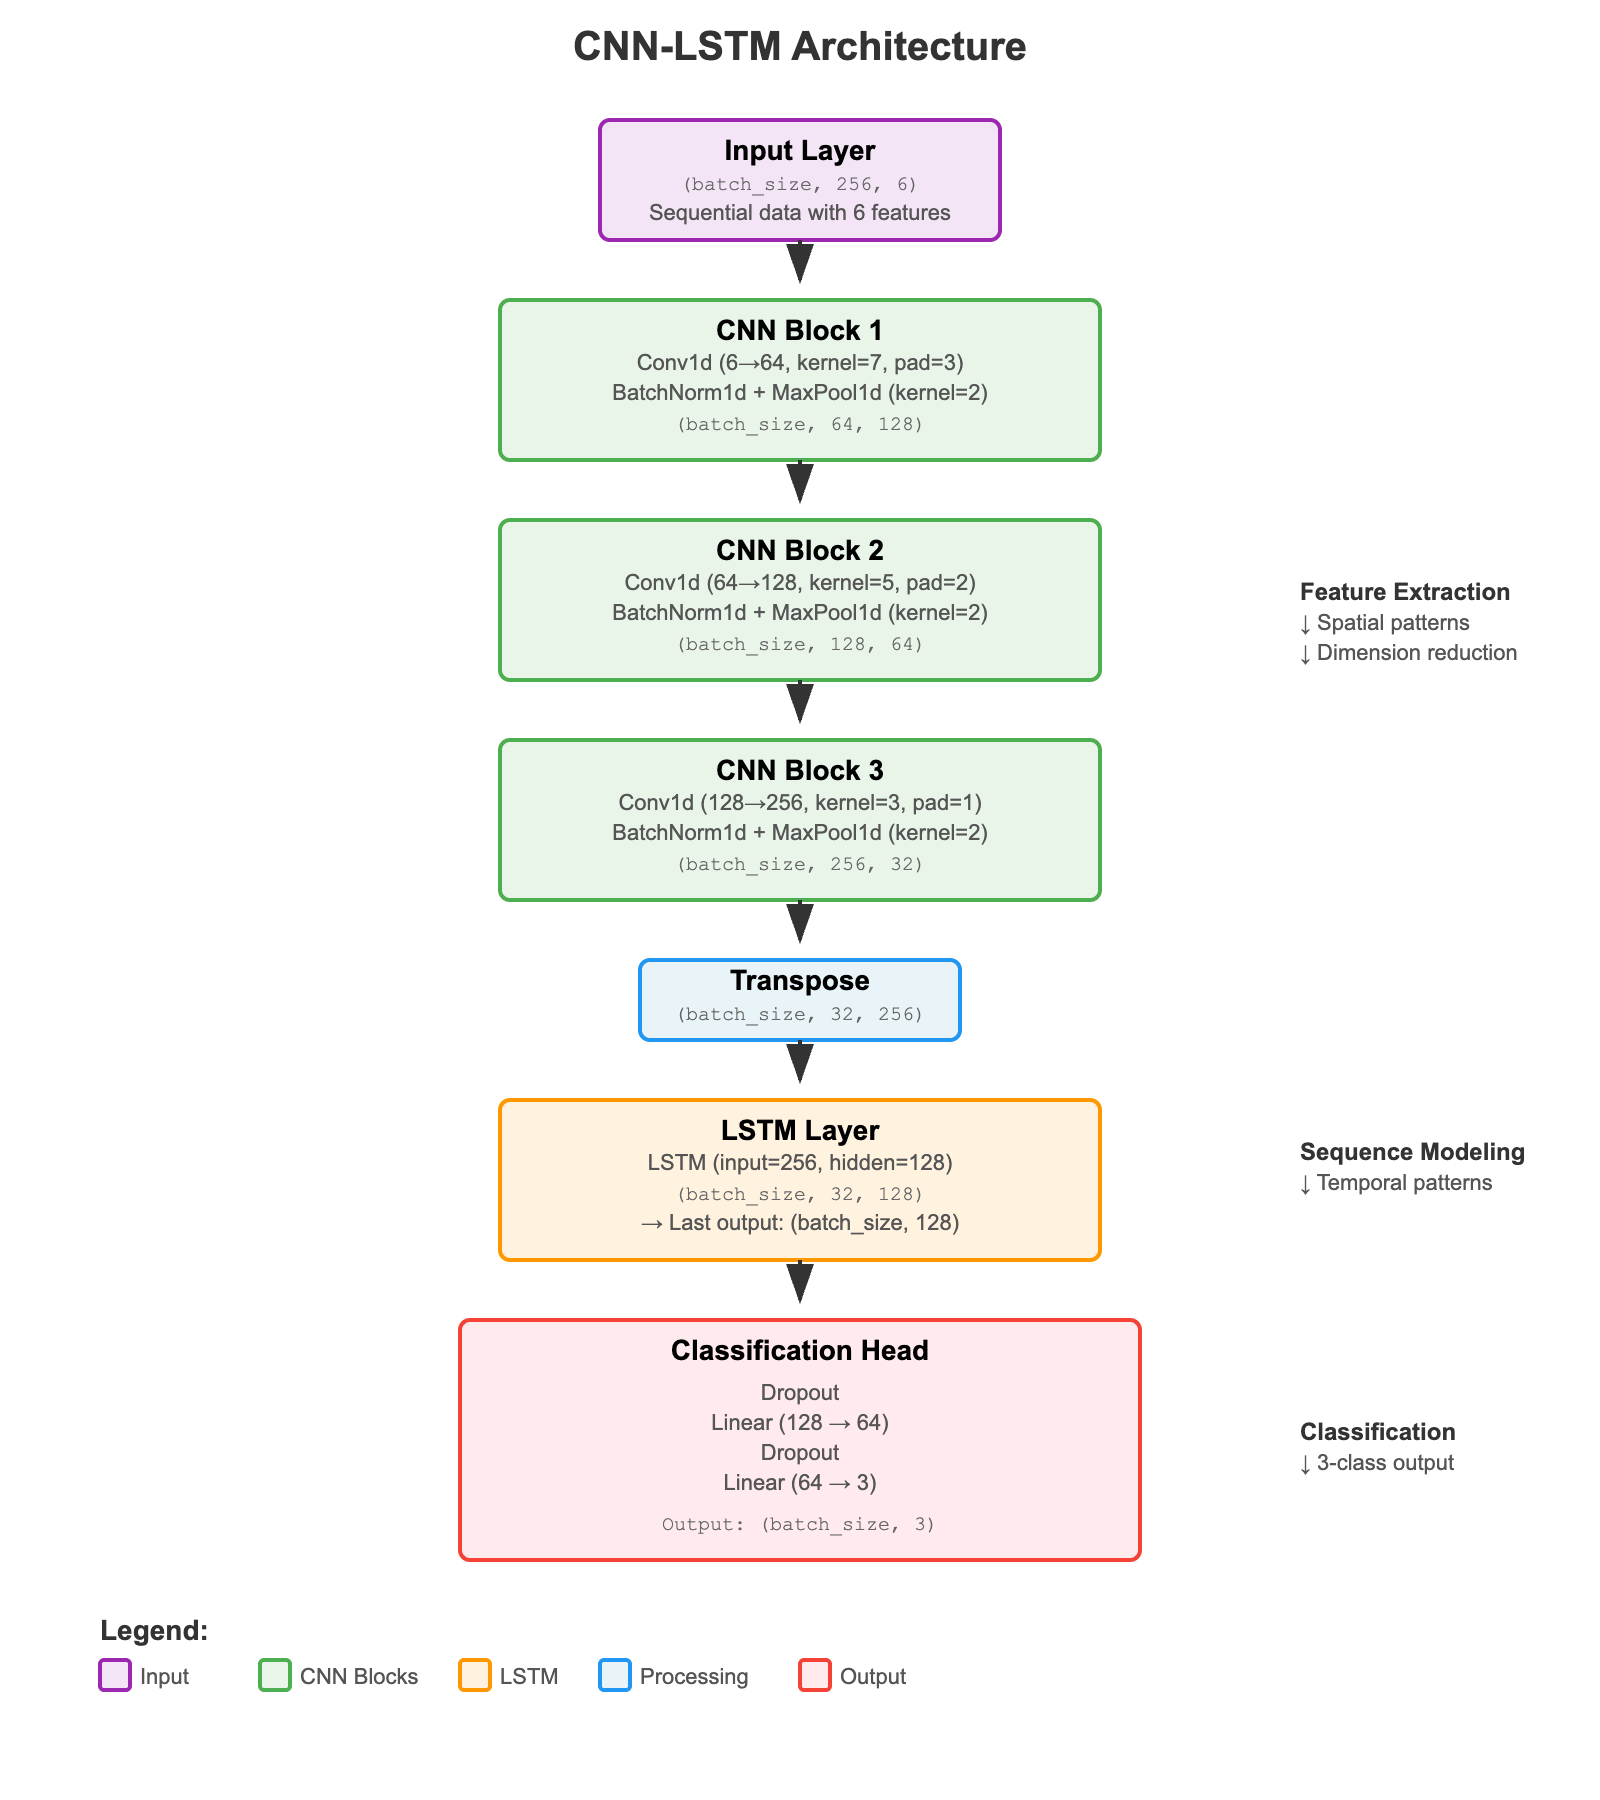 CNN-LSTM Architecture
Input Layer
(batch_size, 256, 6)
Sequential data with 6 features
CNN Block 1
Conv1d (6→64, kernel=7, pad=3)
BatchNorm1d + MaxPool1d (kernel=2)
(batch_size, 64, 128)
CNN Block 2
Conv1d (64→128, kernel=5, pad=2)
BatchNorm1d + MaxPool1d (kernel=2)
(batch_size, 128, 64)
Feature Extraction
↓ Spatial patterns
↓ Dimension reduction
CNN Block 3
Conv1d (128→256, kernel=3, pad=1)
BatchNorm1d + MaxPool1d (kernel=2)
(batch_size, 256, 32)
Transpose
(batch_size, 32, 256)
LSTM Layer
LSTM (input=256, hidden=128)
(batch_size, 32, 128)
→ Last output: (batch_size, 128)
Sequence Modeling
↓ Temporal patterns
Classification Head
Dropout
Linear (128 → 64)
Dropout
Linear (64 → 3)
Output: (batch_size, 3)
Classification
↓ 3-class output
Legend:
Input
CNN Blocks
LSTM
Processing
Output